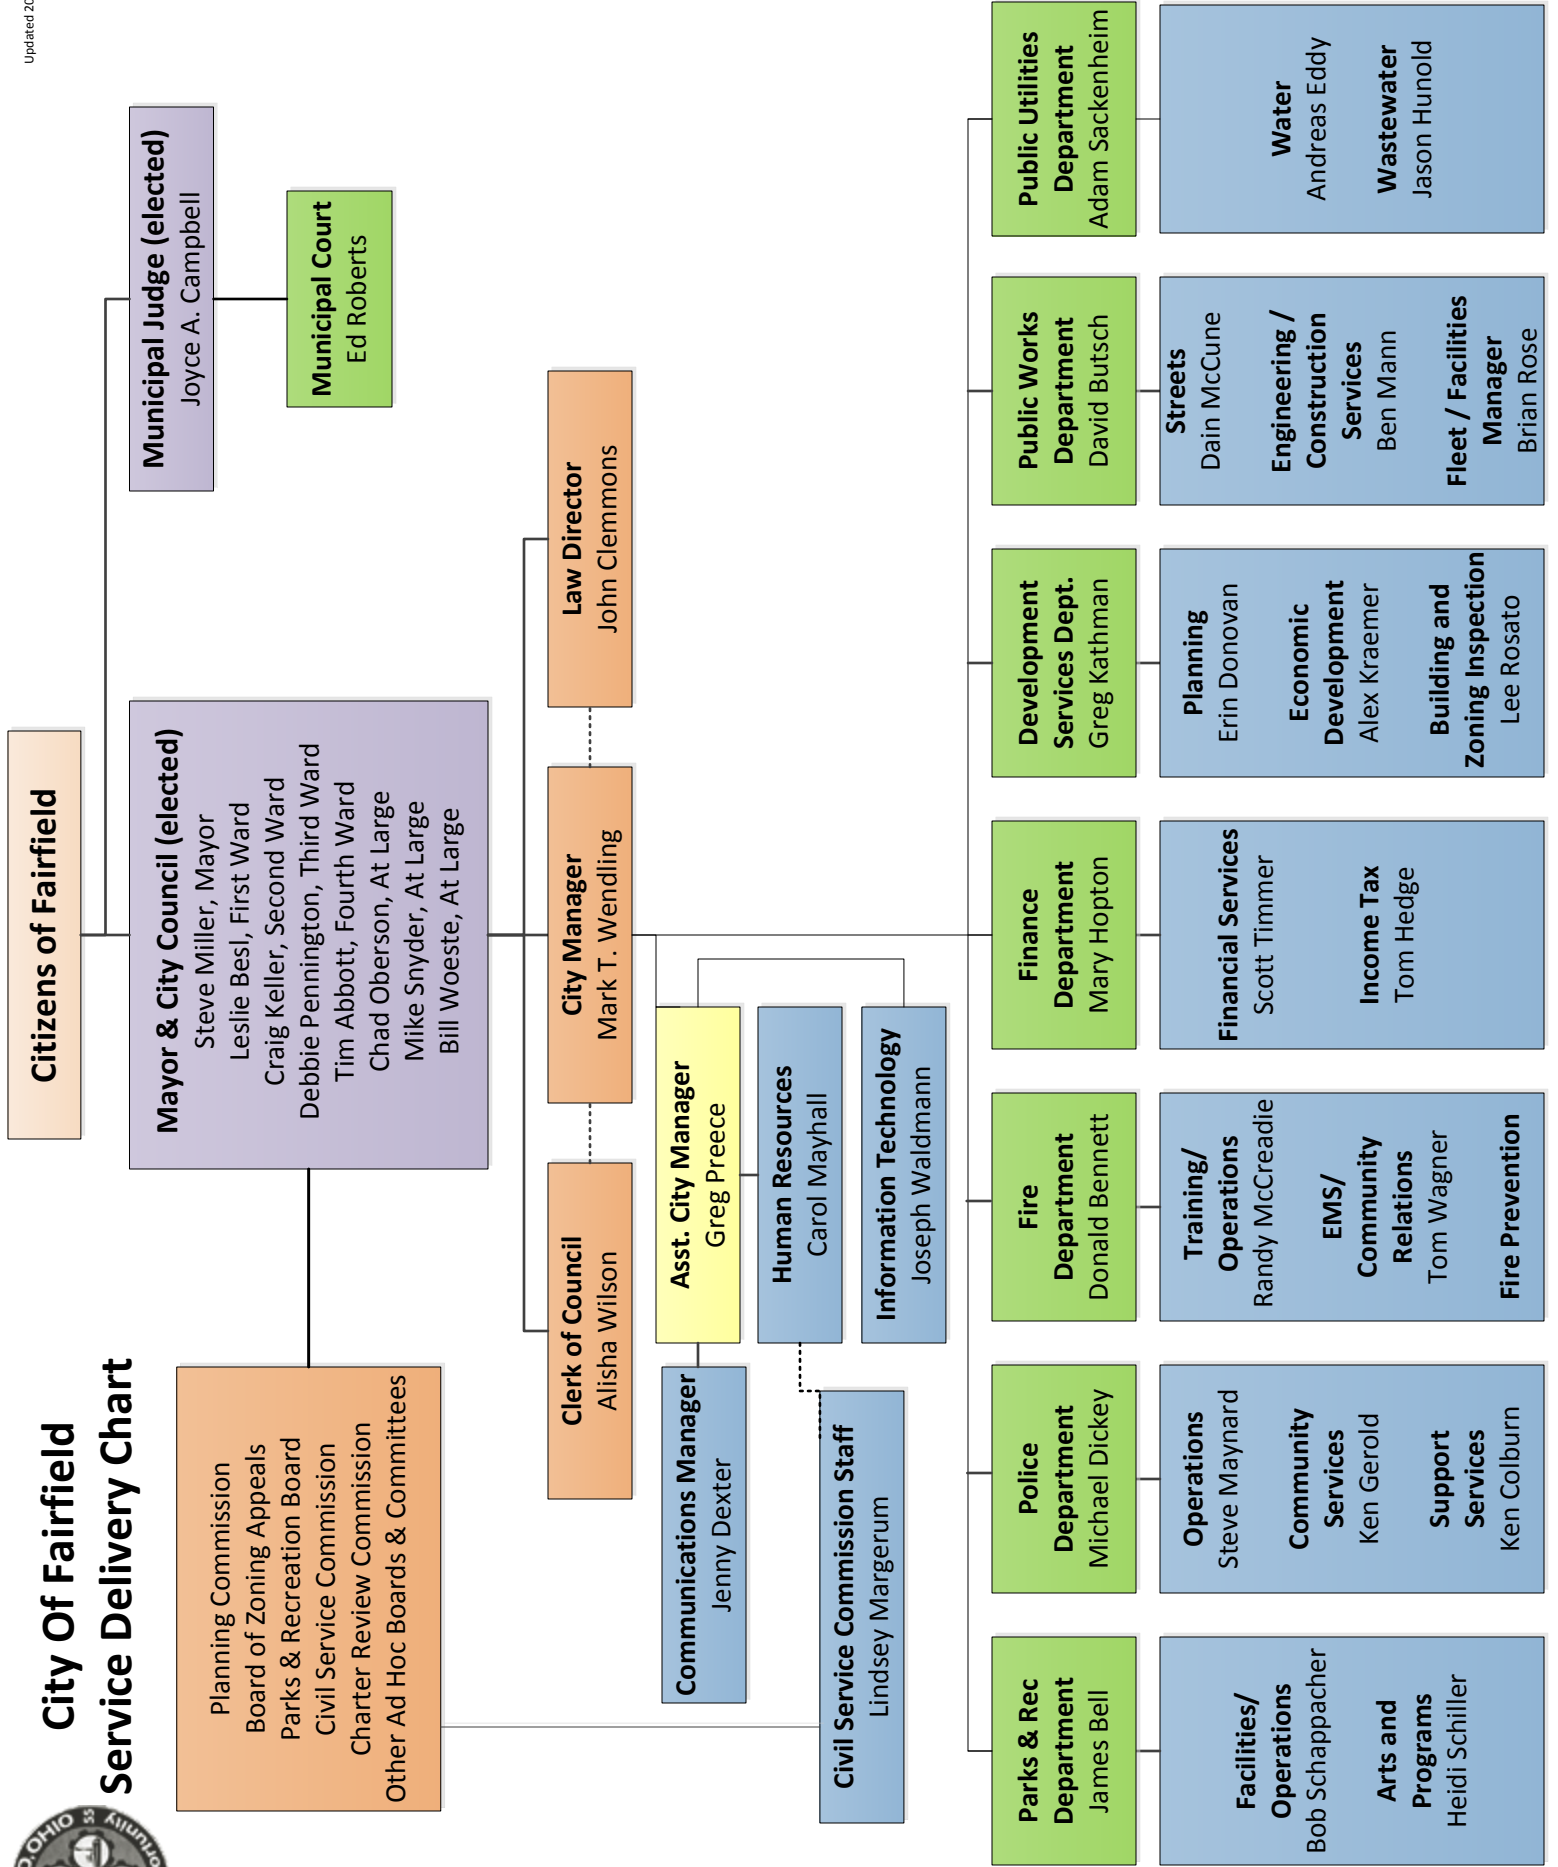 City Of Fairfield
Service Delivery Chart
OHIO
Updated
Citizens of Fairfield
Mayor & City Council (elected)
Steve Miller, Mayor
Leslie Besl, First Ward
Craig Keller, Second Ward
Debbie Pennington, Third Ward
Tim Abbott, Fourth Ward
Chad Oberson, At Large
Mike Snyder, At Large
Bill Woeste, At Large
Municipal Judge (elected)
Joyce A. Campbell
Municipal Court
Ed Roberts
Planning Commission
Board of Zoning Appeals
Parks & Recreation Board
Civil Service Commission
Charter Review Commission
Other Ad Hoc Boards & Committees
Clerk of Council
Alisha Wilson
City Manager
Mark T. Wendling
Law Director
John Clemmons
Communications Manager
Jenny Dexter
Asst. City Manager
Greg Preece
Human Resources
Carol Mayhall
Civil Service Commission Staff
Lindsey Margerum
Information Technology
Joseph Waldmann
Parks & Rec
Department
James Bell
Facilities/
Operations
Bob Schappacher
Arts and
Programs
Heidi Schiller
Police
Department
Michael Dickey
Operations
Steve Maynard
Community
Services
Ken Gerold
Support
Services
Ken Colburn
Fire
Department
Donald Bennett
Training/
Operations
Randy McCreadie
EMS/
Community
Relations
Tom Wagner
Fire Prevention
Finance
Department
Mary Hopton
Financial Services
Scott Timmer
Income Tax
Tom Hedge
Development
Services Dept.
Greg Kathman
Planning
Erin Donovan
Economic
Development
Alex Kraemer
Building and
Zoning Inspection
Lee Rosato
Public Works
Department
David Butsch
Streets
Dain McCune
Engineering /
Construction
Services
Ben Mann
Fleet / Facilities
Manager
Brian Rose
Public Utilities
Department
Adam Sackenheim
Water
Andreas Eddy
Wastewater
Jason Hunold